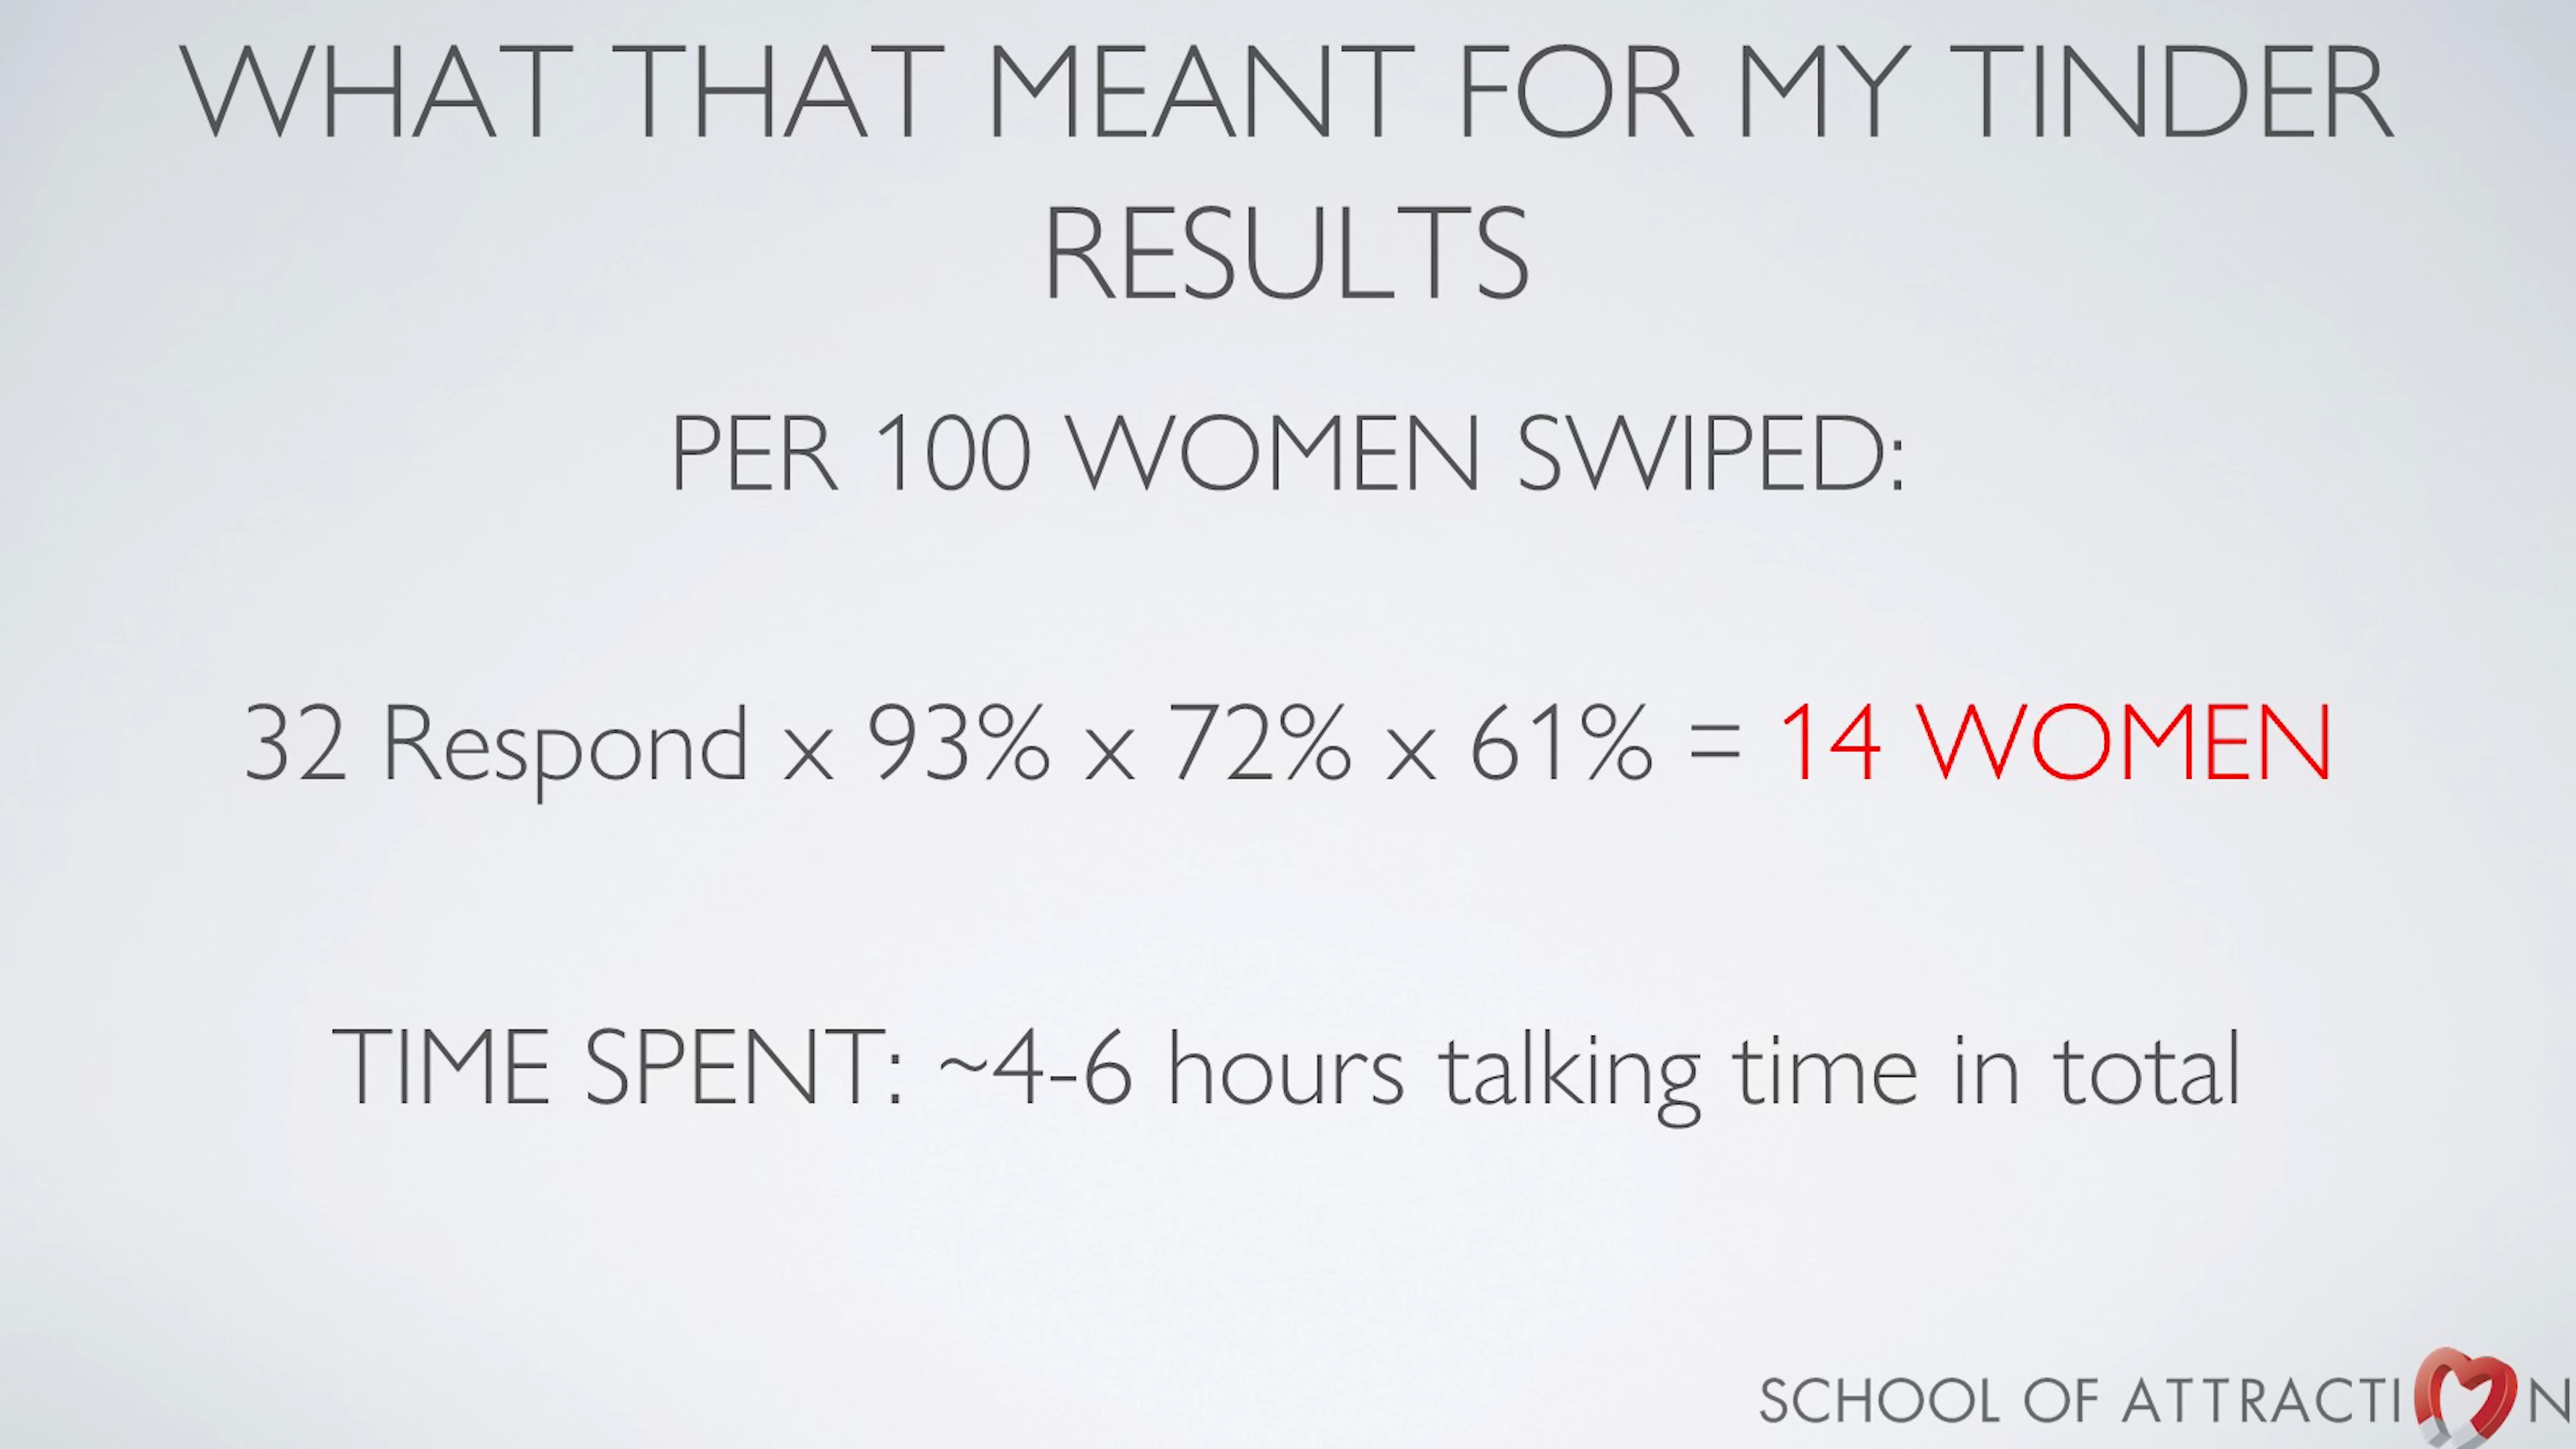 WHAT THAT MEANT FOR MY TINDER
RESULTS
PER 100 WOMEN SWIPED:
32 Respond x 93% x 72% x 61% = 14 WOMEN
TIME SPENT: ~4-6 hours talking time in total
SCHOOL OF ATTRACTION